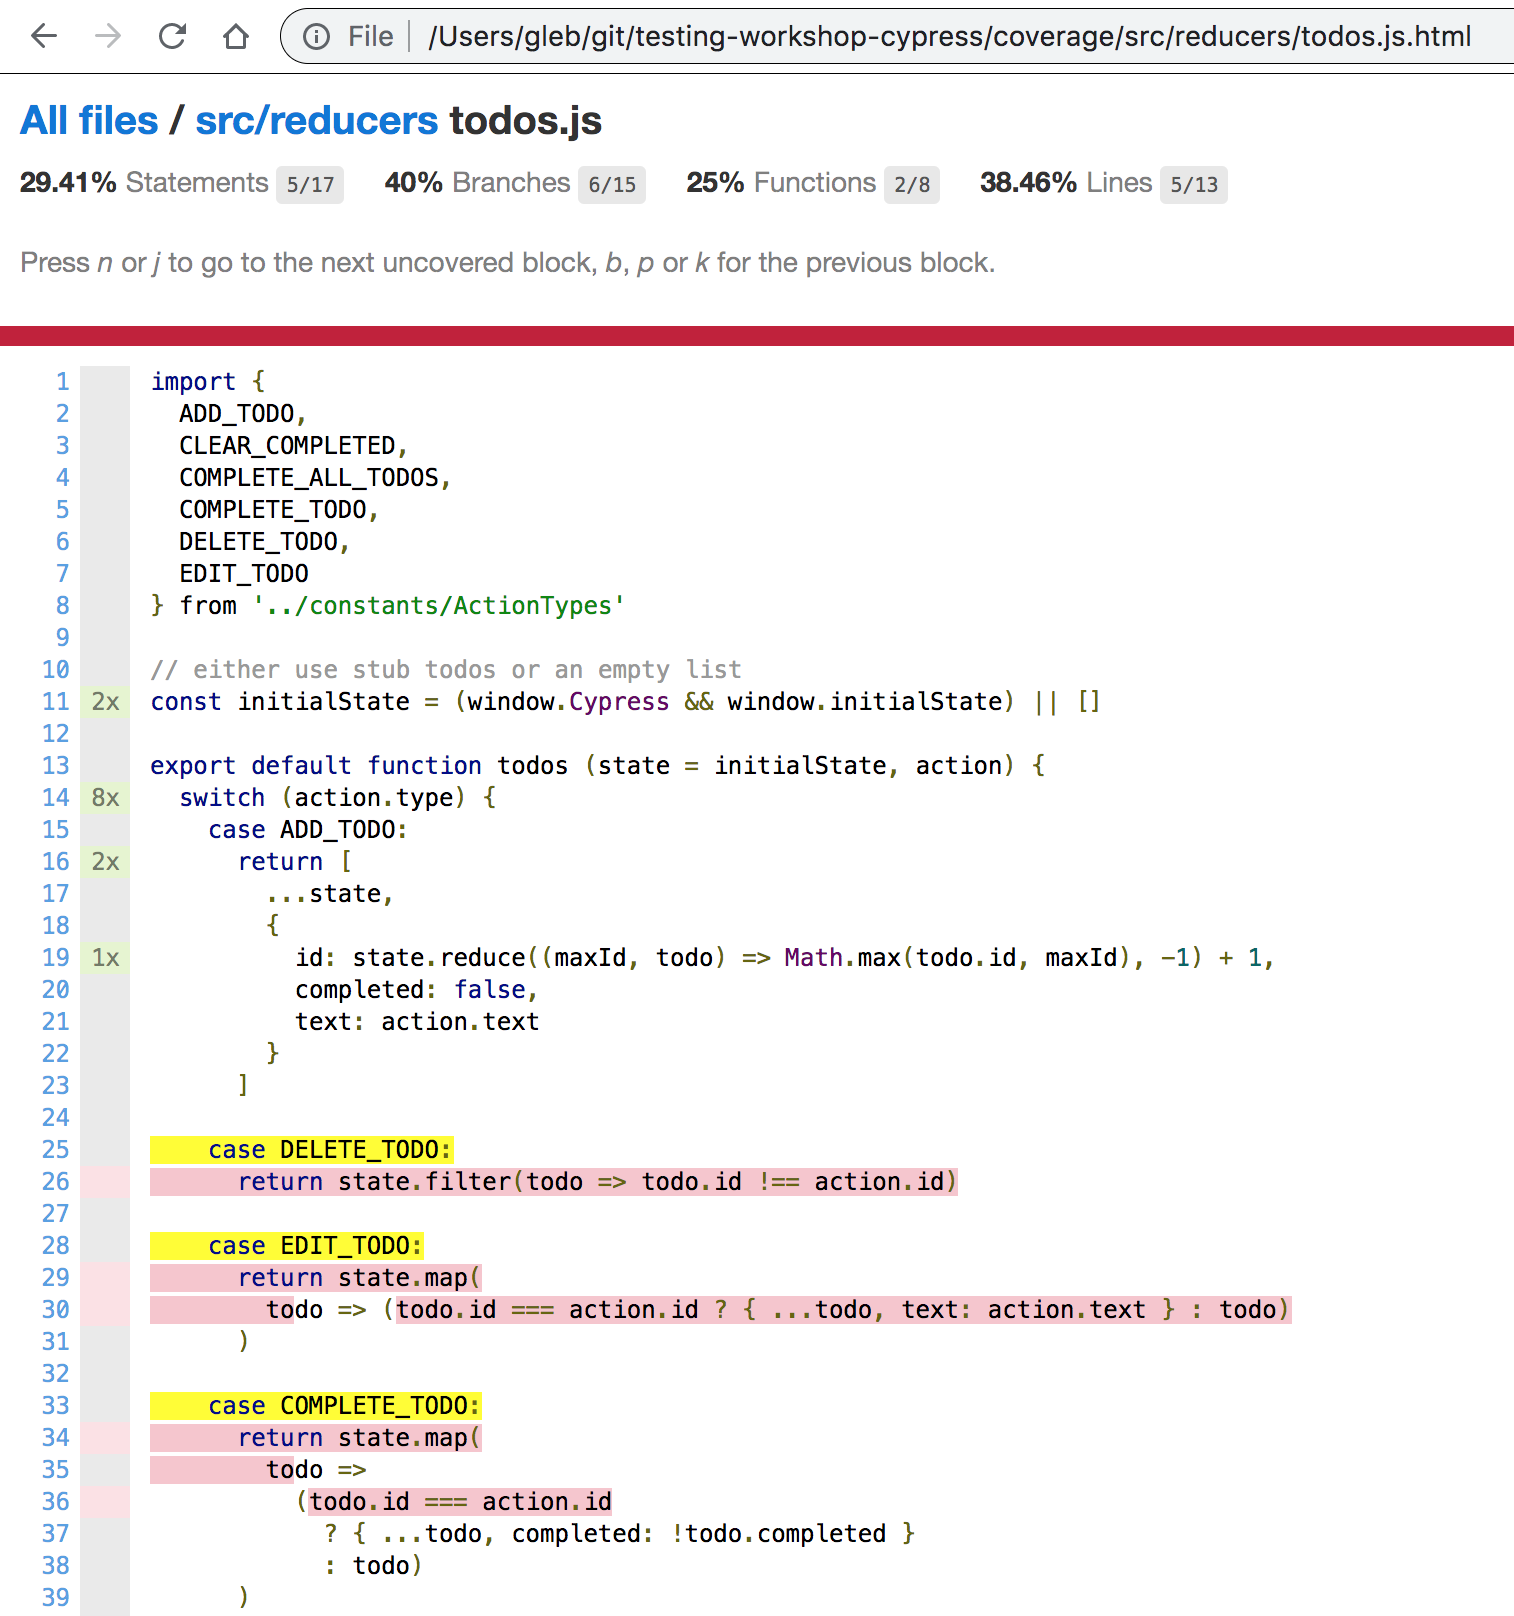 File | /Users/gleb/git/testing-workshop-cypress/coverage/src/reducers/todos.js.html
All files / src/reducers todos.js
29.41% Statements 5/17 40% Branches 6/15 25% Functions 2/8 38.46% Lines 5/13
Press n or j to go to the next uncovered block, b, p or k for the previous block.
1 import {
2   ADD_TODO,
3   CLEAR_COMPLETED,
4   COMPLETE_ALL_TODOS,
5   COMPLETE_TODO,
6   DELETE_TODO,
7   EDIT_TODO
8 } from '../constants/ActionTypes'
9
10 // either use stub todos or an empty list
11 2x const initialState = (window.Cypress && window.initialState) || []
12
13 export default function todos (state = initialState, action) {
14 8x   switch (action.type) {
15     case ADD_TODO:
16 2x       return [
17         ...state,
18         {
19 1x           id: state.reduce((maxId, todo) => Math.max(todo.id, maxId), -1) + 1,
20           completed: false,
21           text: action.text
22         }
23       ]
24
25     case DELETE_TODO:
26       return state.filter(todo => todo.id !== action.id)
27
28     case EDIT_TODO:
29       return state.map(
30         todo => (todo.id === action.id ? { ...todo, text: action.text } : todo)
31       )
32
33     case COMPLETE_TODO:
34       return state.map(
35         todo =>
36           (todo.id === action.id
37             ? { ...todo, completed: !todo.completed }
38             : todo)
39       )